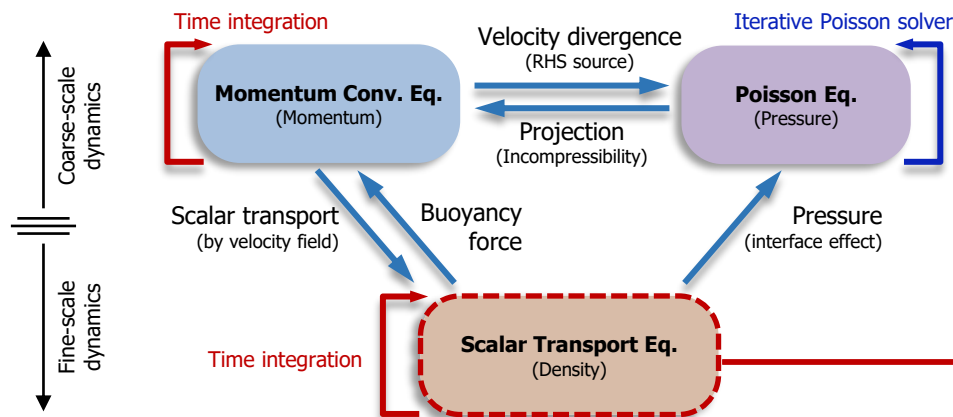 Time integration
Iterative Poisson solver
Velocity divergence
(RHS source)
Momentum Conv. Eq.
(Momentum)
Poisson Eq.
(Pressure)
Projection
(Incompressibility)
Coarse-scale
dynamics
Scalar transport
(by velocity field)
Buoyancy
force
Pressure
(interface effect)
Fine-scale
dynamics
Time integration
Scalar Transport Eq.
(Density)